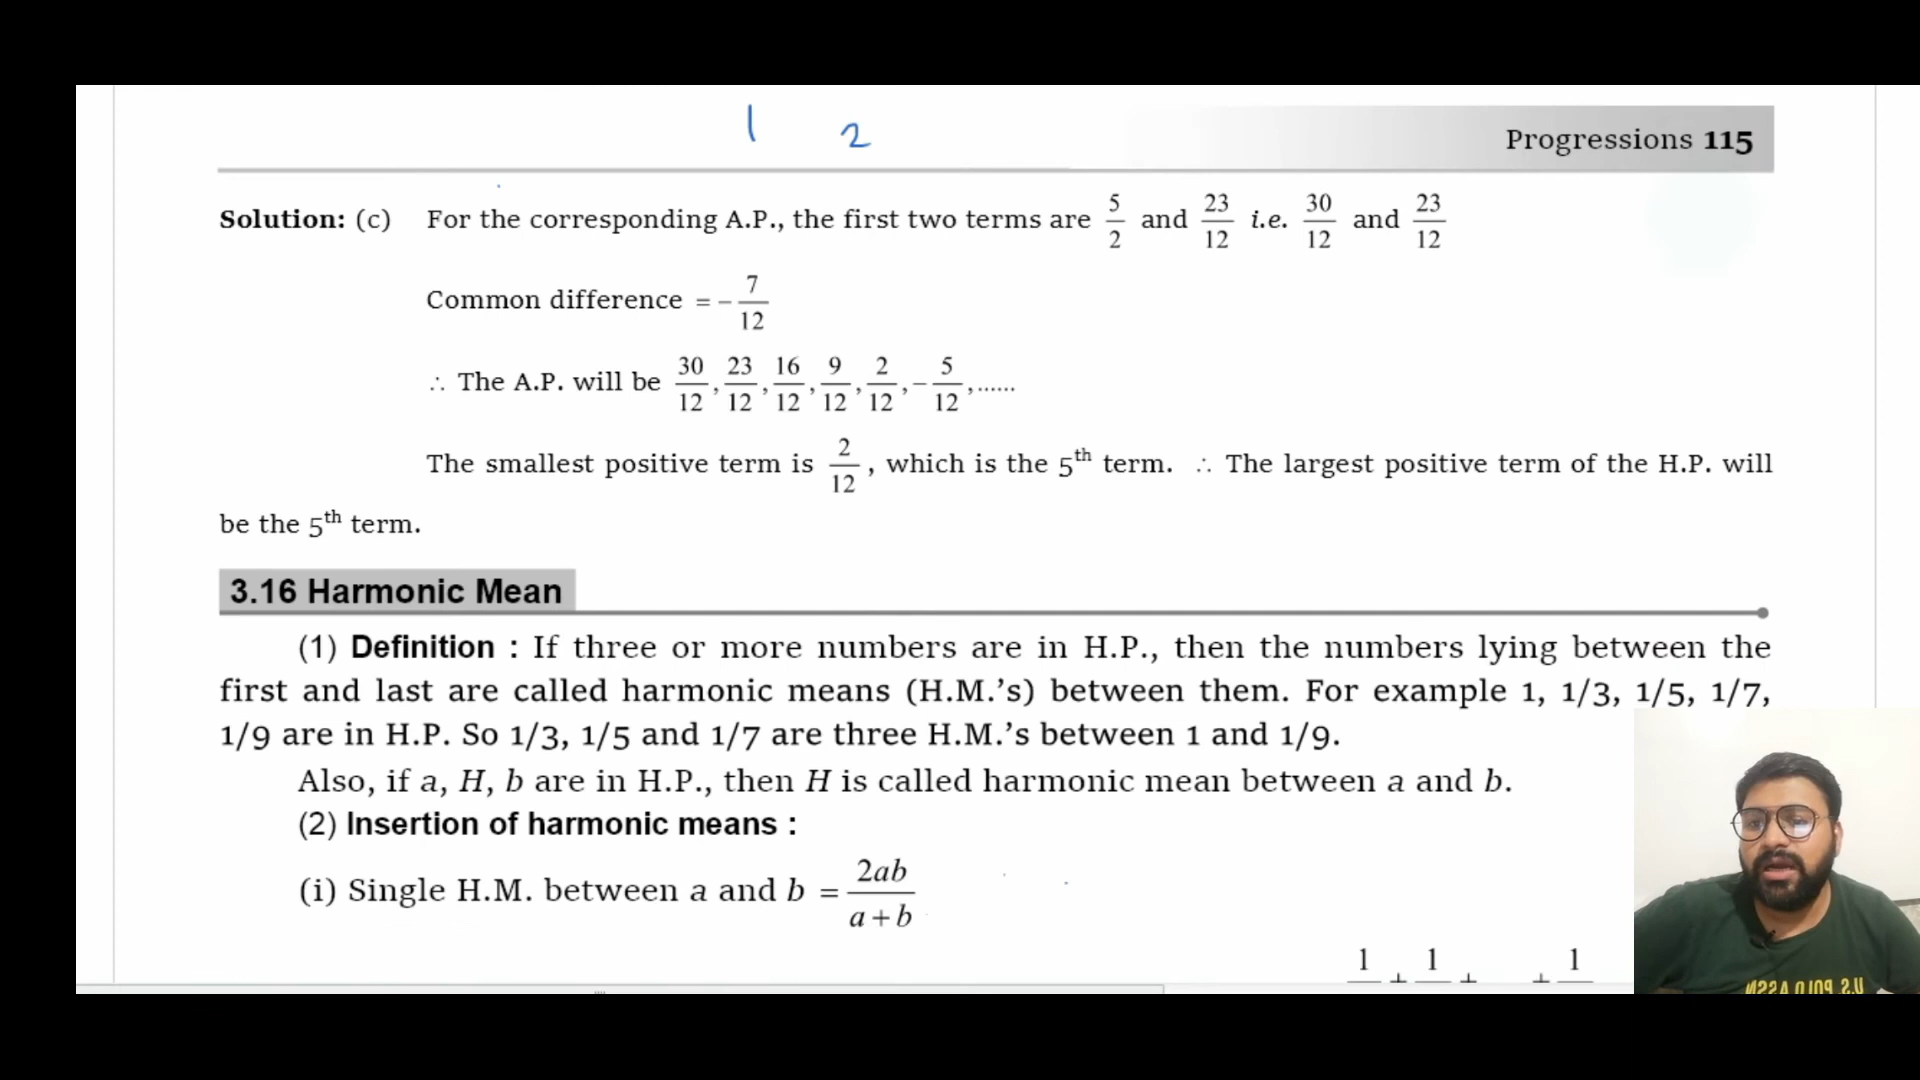 1 2
Progressions 115
Solution: (c) For the corresponding A.P., the first two terms are 5/2 and 23/12 i.e. 30/12 and 23/12
Common difference = -7/12
∴ The A.P. will be 30/12, 23/12, 16/12, 9/12, 2/12, -5/12, ......
The smallest positive term is 2/12, which is the 5th term. ∴ The largest positive term of the H.P. will
be the 5th term.
3.16 Harmonic Mean
(1) Definition : If three or more numbers are in H.P., then the numbers lying between the
first and last are called harmonic means (H.M.'s) between them. For example 1, 1/3, 1/5, 1/7,
1/9 are in H.P. So 1/3, 1/5 and 1/7 are three H.M.'s between 1 and 1/9.
Also, if a, H, b are in H.P., then H is called harmonic mean between a and b.
(2) Insertion of harmonic means :
(i) Single H.M. between a and b = 2ab/a+b
1 + 1 + + 1
U.S. POLO ASSN